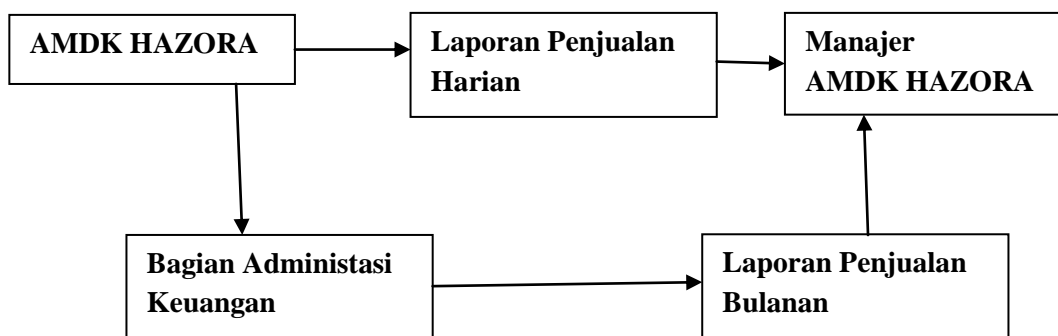 AMDK HAZORA
Laporan Penjualan
Harian
Manajer
AMDK HAZORA
Bagian Administasi
Keuangan
Laporan Penjualan
Bulanan